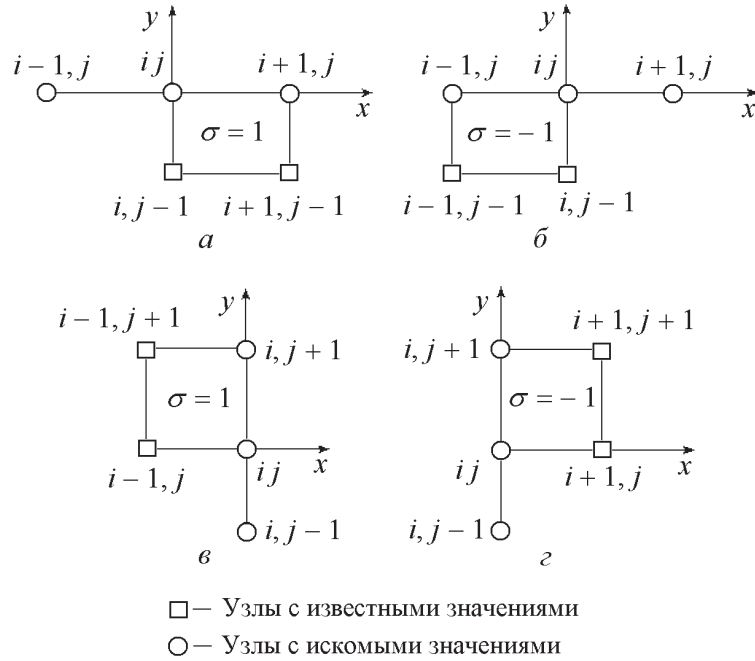 y y
i − 1, j i j i + 1, j i − 1, j i j i + 1, j
x x
σ = 1 σ = − 1
i, j − 1 i + 1, j − 1 i − 1, j − 1 i, j − 1
а б
y y
i − 1, j + 1 i + 1, j + 1
i, j + 1 i, j + 1
σ = 1 σ = − 1
x x
i − 1, j i j i j i + 1, j
i, j − 1 i, j − 1
в г
— Узлы с известными значениями
— Узлы с искомыми значениями